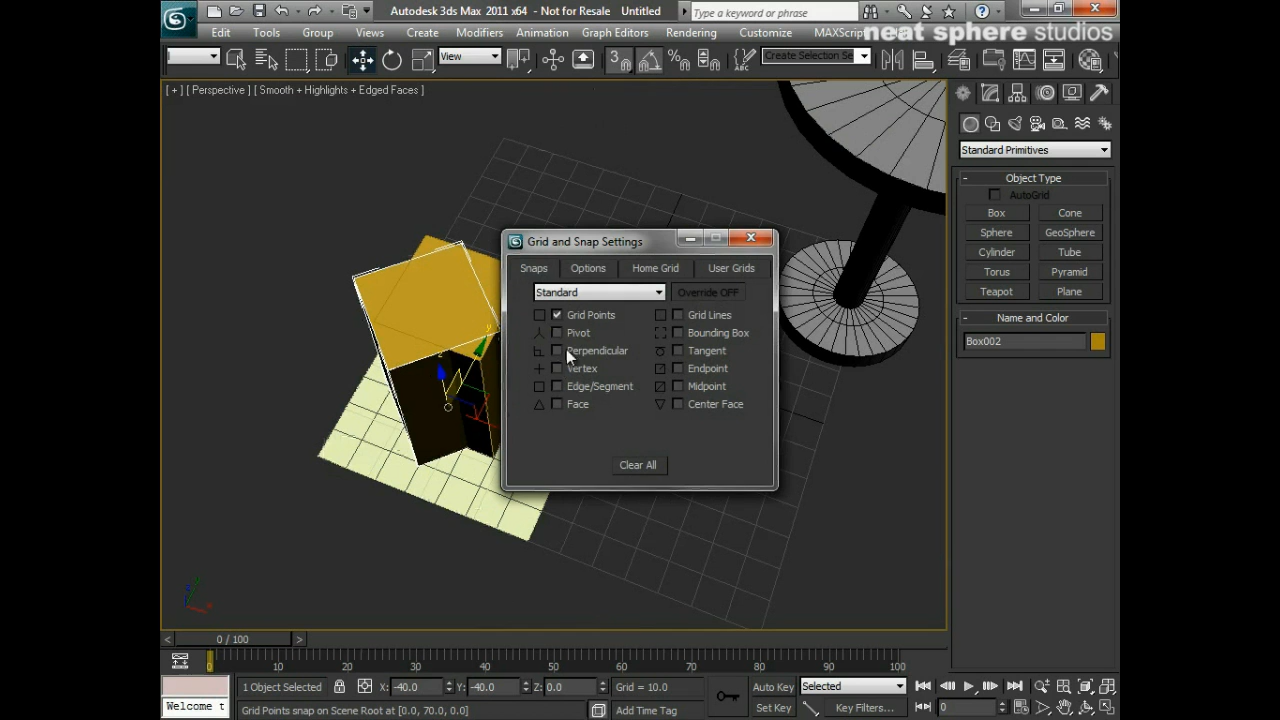 Autodesk 3ds Max 2011 x64 - Not for Resale Untitled
Type a keyword or phrase
Edit Tools Group Views Create Modifiers Animation Graph Editors Rendering MAXScri
neat sphere studios
View
3
Create Selection Se
[ + ] [ Perspective ] [ Smooth + Highlights + Edged Faces ]
Standard Primitives
- Object Type
AutoGrid
Box Cone
Sphere GeoSphere
Cylinder Tube
Torus Pyramid
Teapot Plane
- Name and Color
Box002
Grid and Snap Settings
Snaps Options Home Grid User Grids
Standard Override OFF
Grid Points Grid Lines
Pivot Bounding Box
Perpendicular Tangent
Vertex Endpoint
Edge/Segment Midpoint
Face Center Face
Clear All
y
z
< 0 / 100 >
0 10 20 30 40 50 60 70 80 90 100
1 Object Selected X: -40.0 Y: -40.0 Z: 0.0 Grid = 10.0 Auto Key Selected
Welcome t Grid Points snap on Scene Root at [0.0, 70.0, 0.0] Add Time Tag Set Key Key Filters... 0